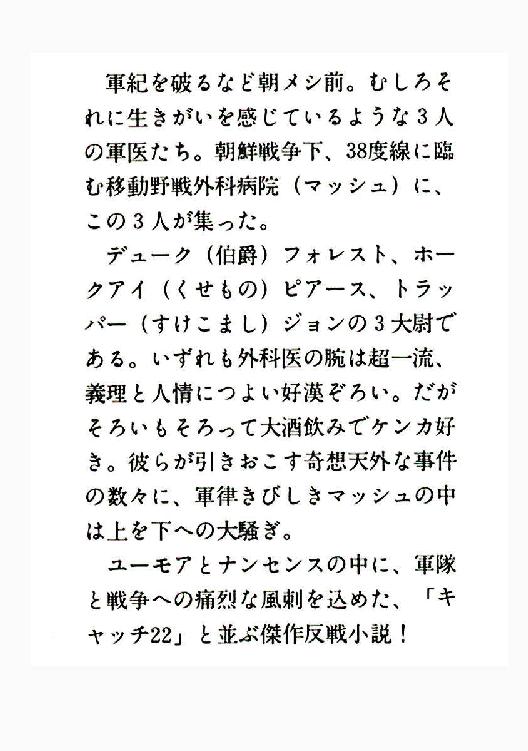 軍紀を破るなど朝メシ前。むしろそ
れに生きがいを感じているような3人
の軍医たち。朝鮮戦争下、38度線に臨
む移動野戦外科病院（マッシュ）に、
この3人が集った。
デューク（伯爵）フォレスト、ホー
クアイ（くせもの）ピアース、トラッ
パー（すけこまし）ジョンの3大尉で
ある。いずれも外科医の腕は超一流、
義理と人情につよい好漢ぞろい。だが
そろいもそろって大酒飲みでケンカ好
き。彼らが引きおこす奇想天外な事件
の数々に、軍律きびしきマッシュの中
は上を下への大騒ぎ。
ユーモアとナンセンスの中に、軍隊
と戦争への痛烈な風刺を込めた、「キ
ャッチ22」と並ぶ傑作反戦小説！